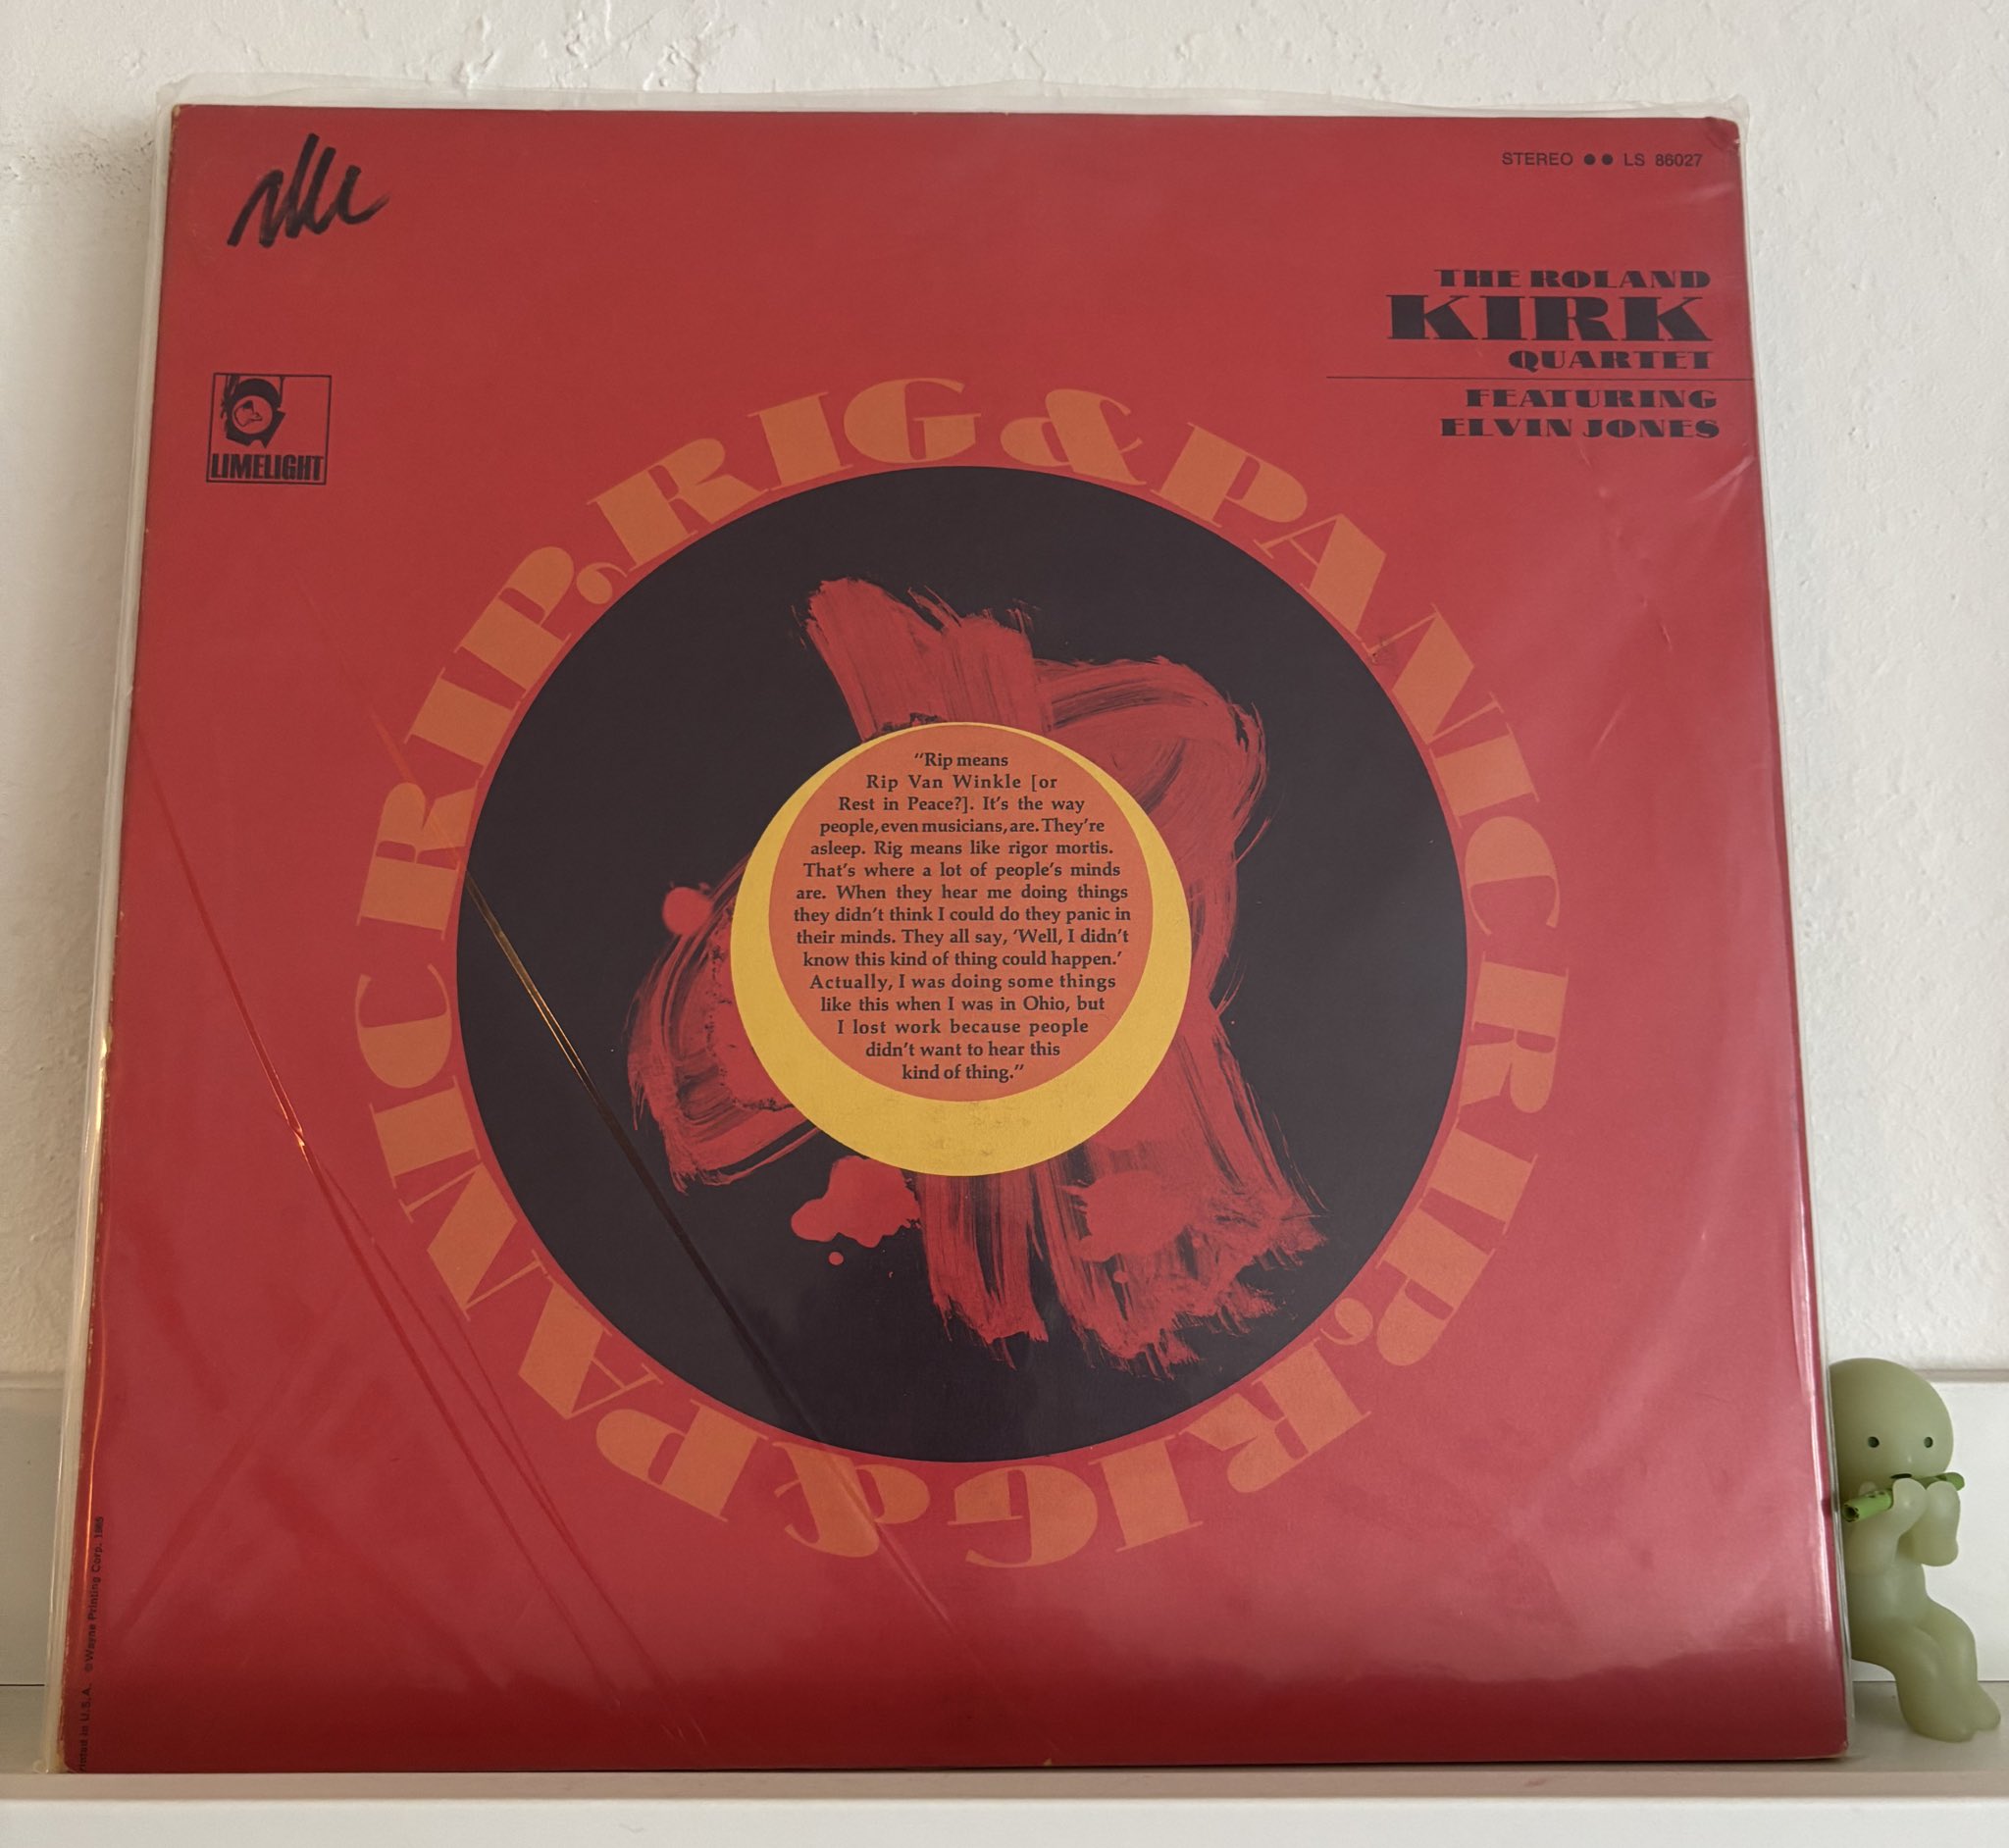 STEREO ●● LS 86027
THE ROLAND
KIRK
QUARTET
FEATURING
ELVIN JONES
LIMELIGHT
RIP, RIG & PANIC RIP, RIG & PANIC
“Rip means
Rip Van Winkle [or
Rest in Peace?]. It’s the way
people, even musicians, are. They’re
asleep. Rig means like rigor mortis.
That’s where a lot of people’s minds
are. When they hear me doing things
they didn’t think I could do they panic in
their minds. They all say, ‘Well, I didn’t
know this kind of thing could happen.’
Actually, I was doing some things
like this when I was in Ohio, but
I lost work because people
didn’t want to hear this
kind of thing.”
in U.S.A. © Wayne Printing Corp. 1965